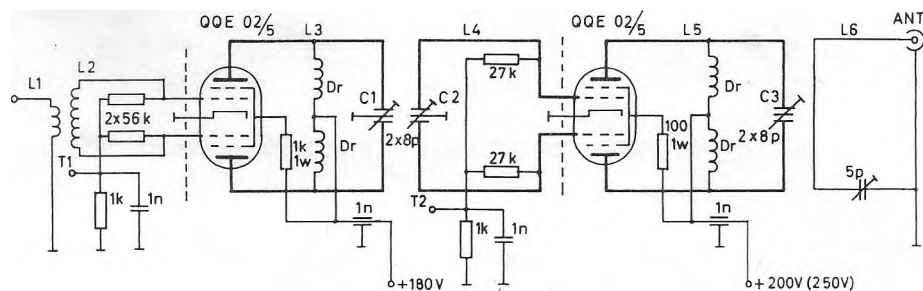 QQE 02/5
L3
L4
QQE 02/5
L5
L6
ANT
L1
L2
2x56k
T1
1k
1n
1k
1w
Dr
Dr
C1
2x8p
C2
27k
27k
T2
1k
1n
1n
+180V
100
1w
Dr
Dr
C3
2x8p
1n
+200V(250V)
5p